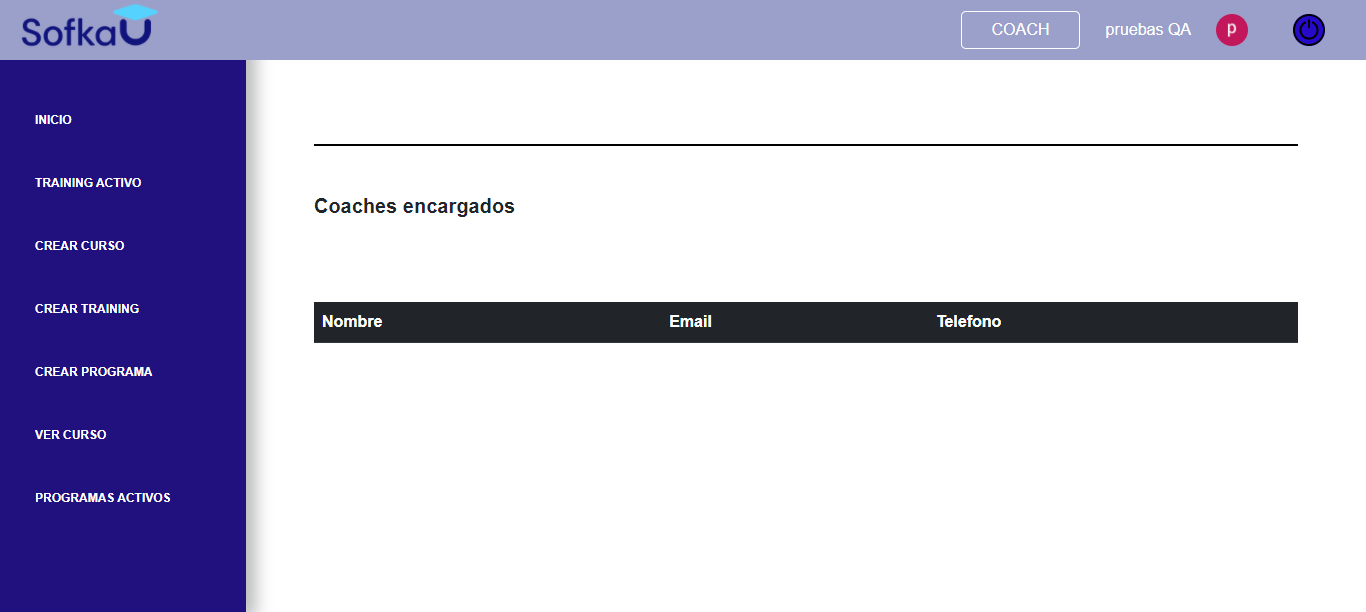 SofkaU
COACH
pruebas QA
p
INICIO
TRAINING ACTIVO
CREAR CURSO
CREAR TRAINING
CREAR PROGRAMA
VER CURSO
PROGRAMAS ACTIVOS
Coaches encargados
Nombre Email Telefono